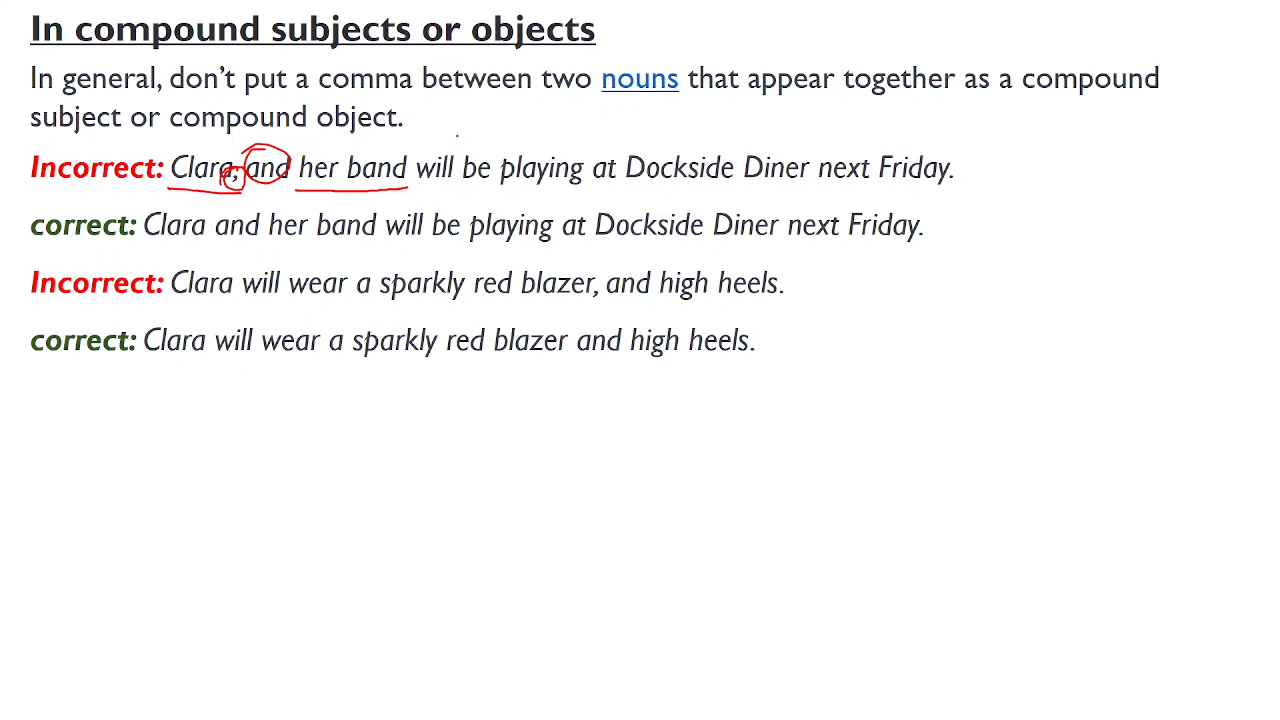 In compound subjects or objects
In general, don’t put a comma between two nouns that appear together as a compound
subject or compound object.
Incorrect: Clara, and her band will be playing at Dockside Diner next Friday.
correct: Clara and her band will be playing at Dockside Diner next Friday.
Incorrect: Clara will wear a sparkly red blazer, and high heels.
correct: Clara will wear a sparkly red blazer and high heels.